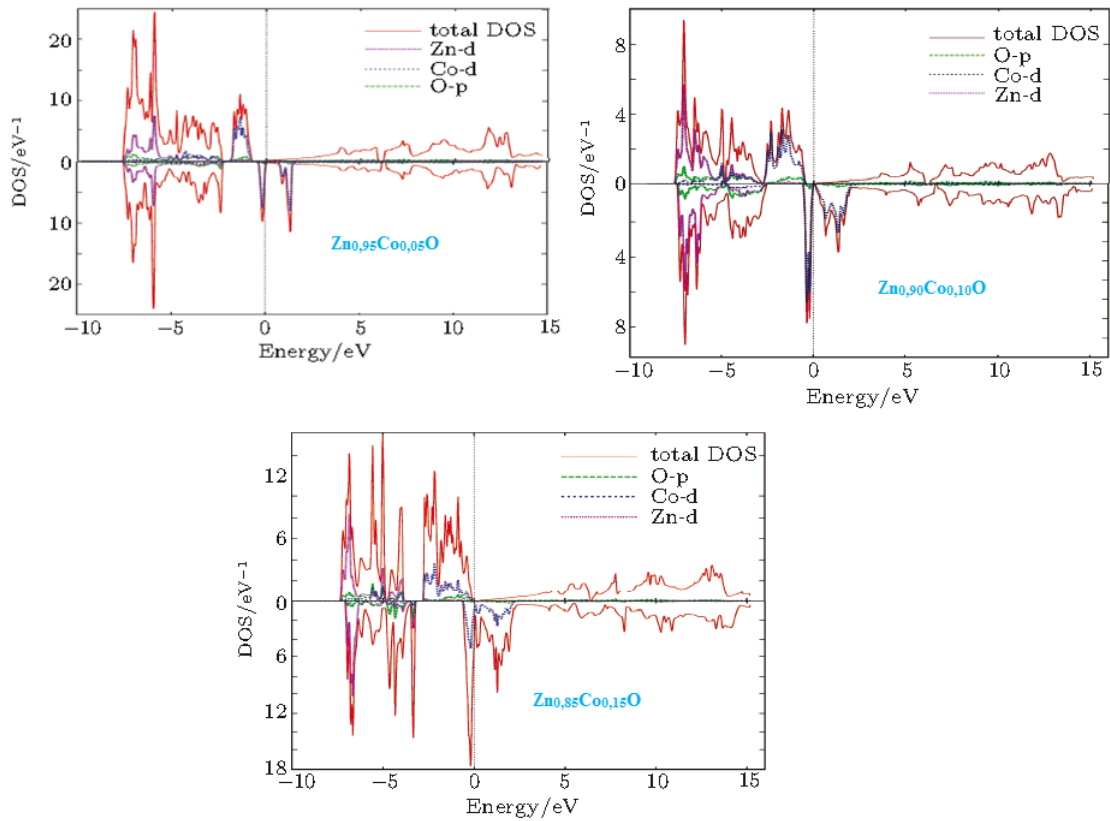 total DOS
Zn-d
Co-d
O-p
20
10
0
10
20
DOS/eV⁻¹
Zn0,95Co0,05O
−10
−5
0
5
10
15
Energy/eV
total DOS
O-p
Co-d
Zn-d
8
4
0
4
8
DOS/eV⁻¹
Zn0,90Co0,10O
−10
−5
0
5
10
15
Energy/eV
total DOS
O-p
Co-d
Zn-d
12
6
0
6
12
18
DOS/eV⁻¹
Zn0,85Co0,15O
−10
−5
0
5
10
15
Energy/eV